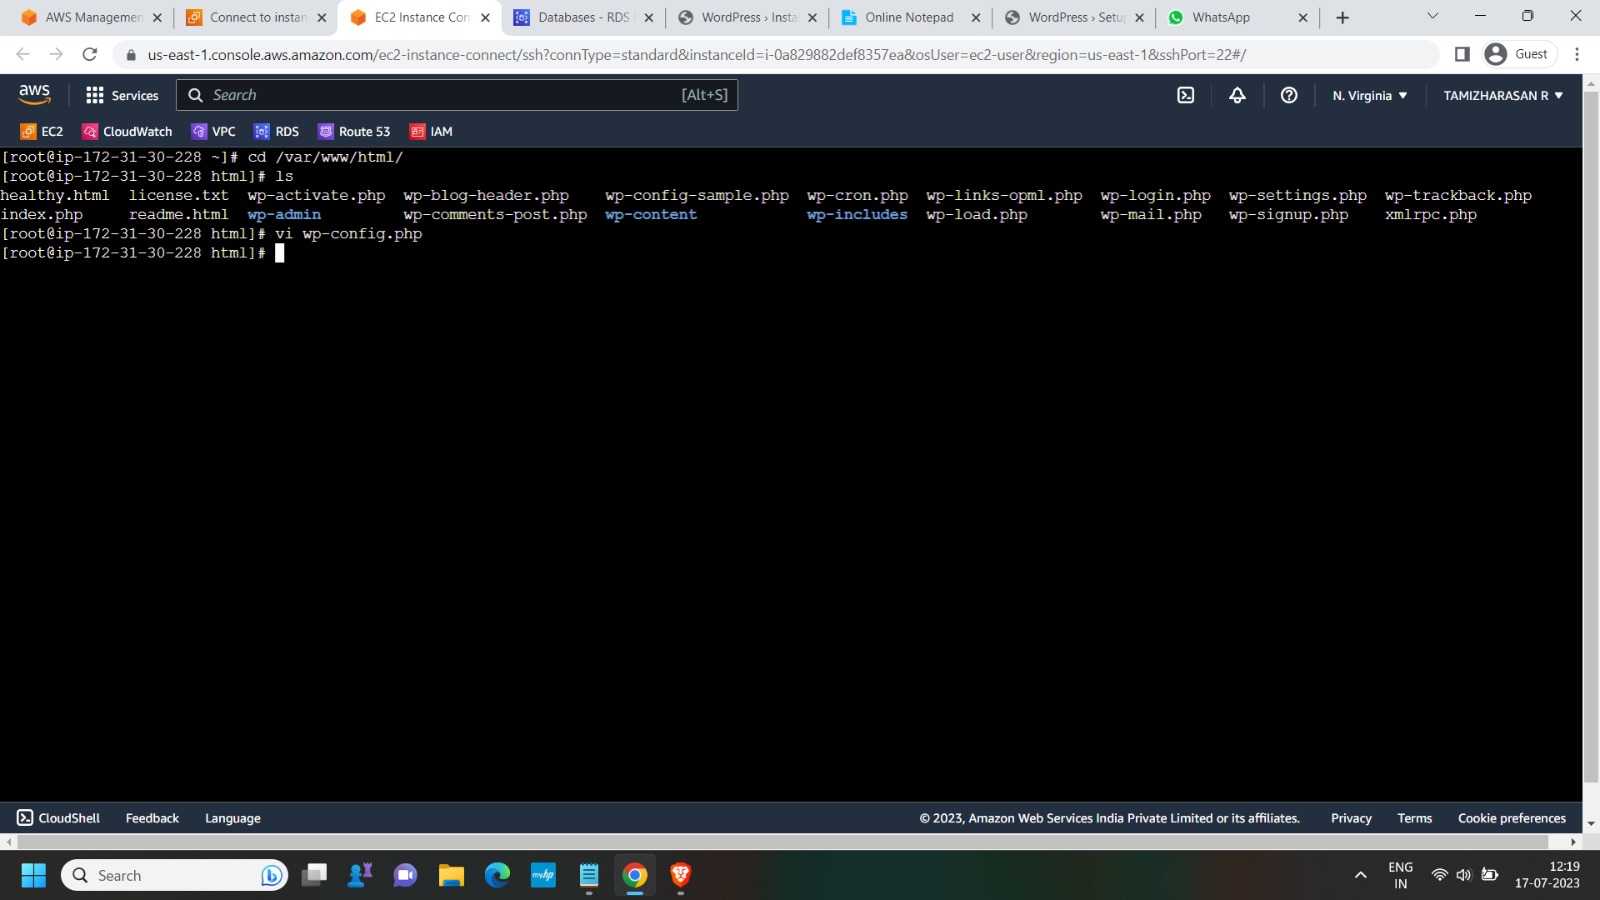 AWS Managemen
Connect to instan
EC2 Instance Con
Databases - RDS
WordPress › Insta
Online Notepad
WordPress › Setu
WhatsApp
us-east-1.console.aws.amazon.com/ec2-instance-connect/ssh?connType=standard&instanceId=i-0a829882def8357ea&osUser=ec2-user&region=us-east-1&sshPort=22#/
Guest
aws
Services
Search
[Alt+S]
N. Virginia
TAMIZHARASAN R
EC2
CloudWatch
VPC
RDS
Route 53
IAM
[root@ip-172-31-30-228 ~]# cd /var/www/html/
[root@ip-172-31-30-228 html]# ls
healthy.html license.txt wp-activate.php wp-blog-header.php wp-config-sample.php wp-cron.php wp-links-opml.php wp-login.php wp-settings.php wp-trackback.php
index.php readme.html wp-admin wp-comments-post.php wp-content wp-includes wp-load.php wp-mail.php wp-signup.php xmlrpc.php
[root@ip-172-31-30-228 html]# vi wp-config.php
[root@ip-172-31-30-228 html]#
CloudShell
Feedback
Language
© 2023, Amazon Web Services India Private Limited or its affiliates.
Privacy
Terms
Cookie preferences
Search
myhp
ENG
IN
12:19
17-07-2023